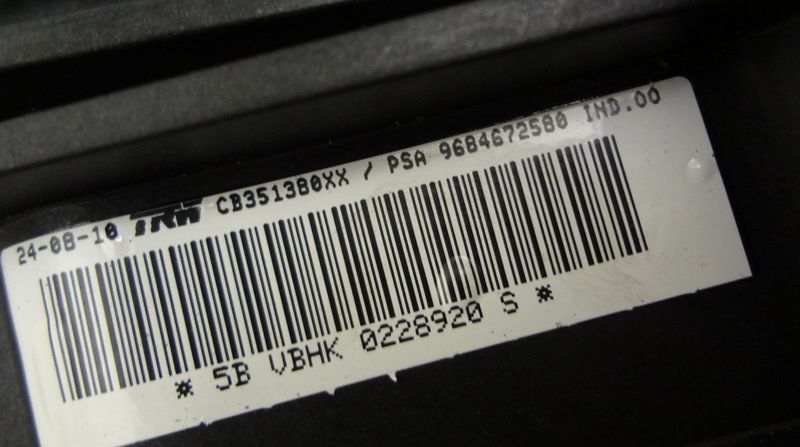 24-08-10 TRW CB351380XX / PSA 9684672580 IND.00
* 5B VBHK 0228920 S *